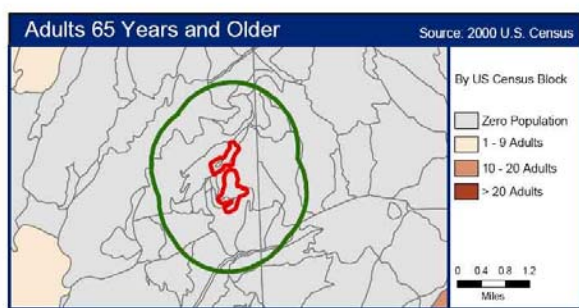 Adults 65 Years and Older
Source: 2000 U.S. Census
By US Census Block
Zero Population
1 - 9 Adults
10 - 20 Adults
> 20 Adults
0 0.4 0.8 1.2
Miles